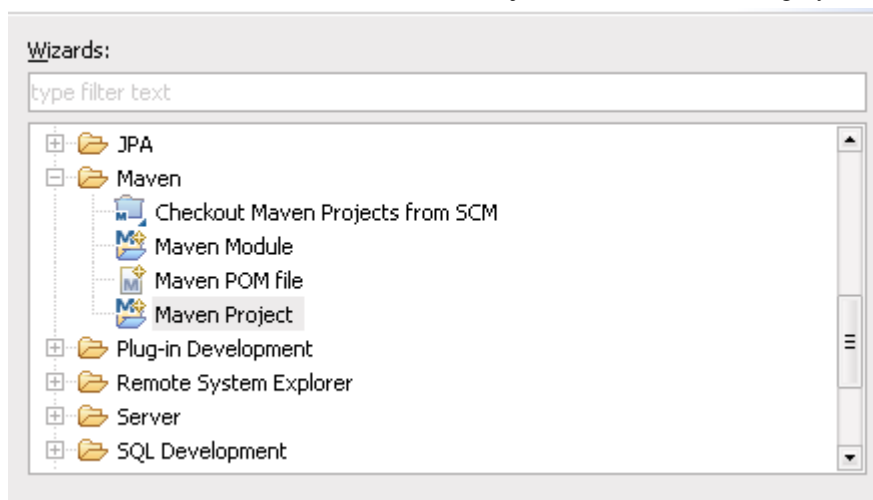 Wizards:
type filter text
JPA
Maven
Checkout Maven Projects from SCM
Maven Module
Maven POM file
Maven Project
Plug-in Development
Remote System Explorer
Server
SQL Development